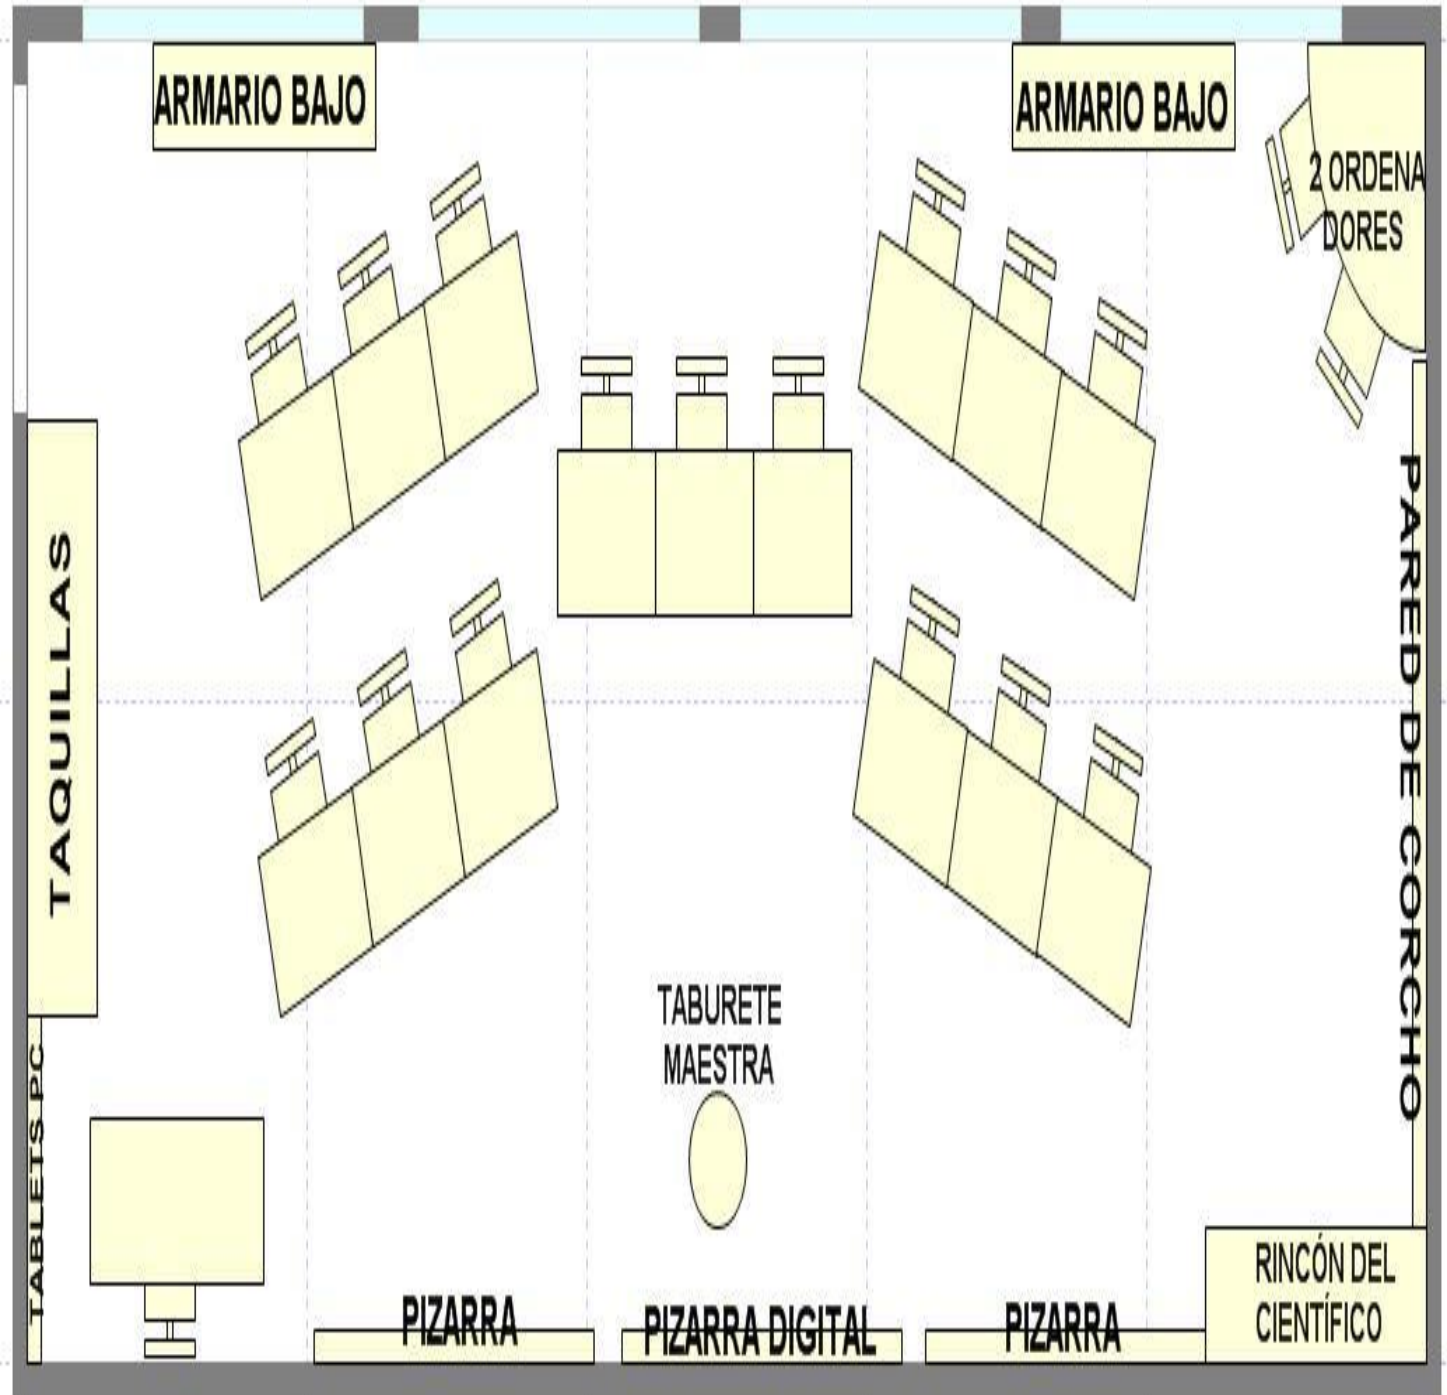 ARMARIO BAJO
ARMARIO BAJO
2 ORDENA
DORES
TAQUILLAS
PARED DE CORCHO
TABURETE
MAESTRA
TABLETS PC
PIZARRA
PIZARRA DIGITAL
PIZARRA
RINCÓN DEL
CIENTÍFICO